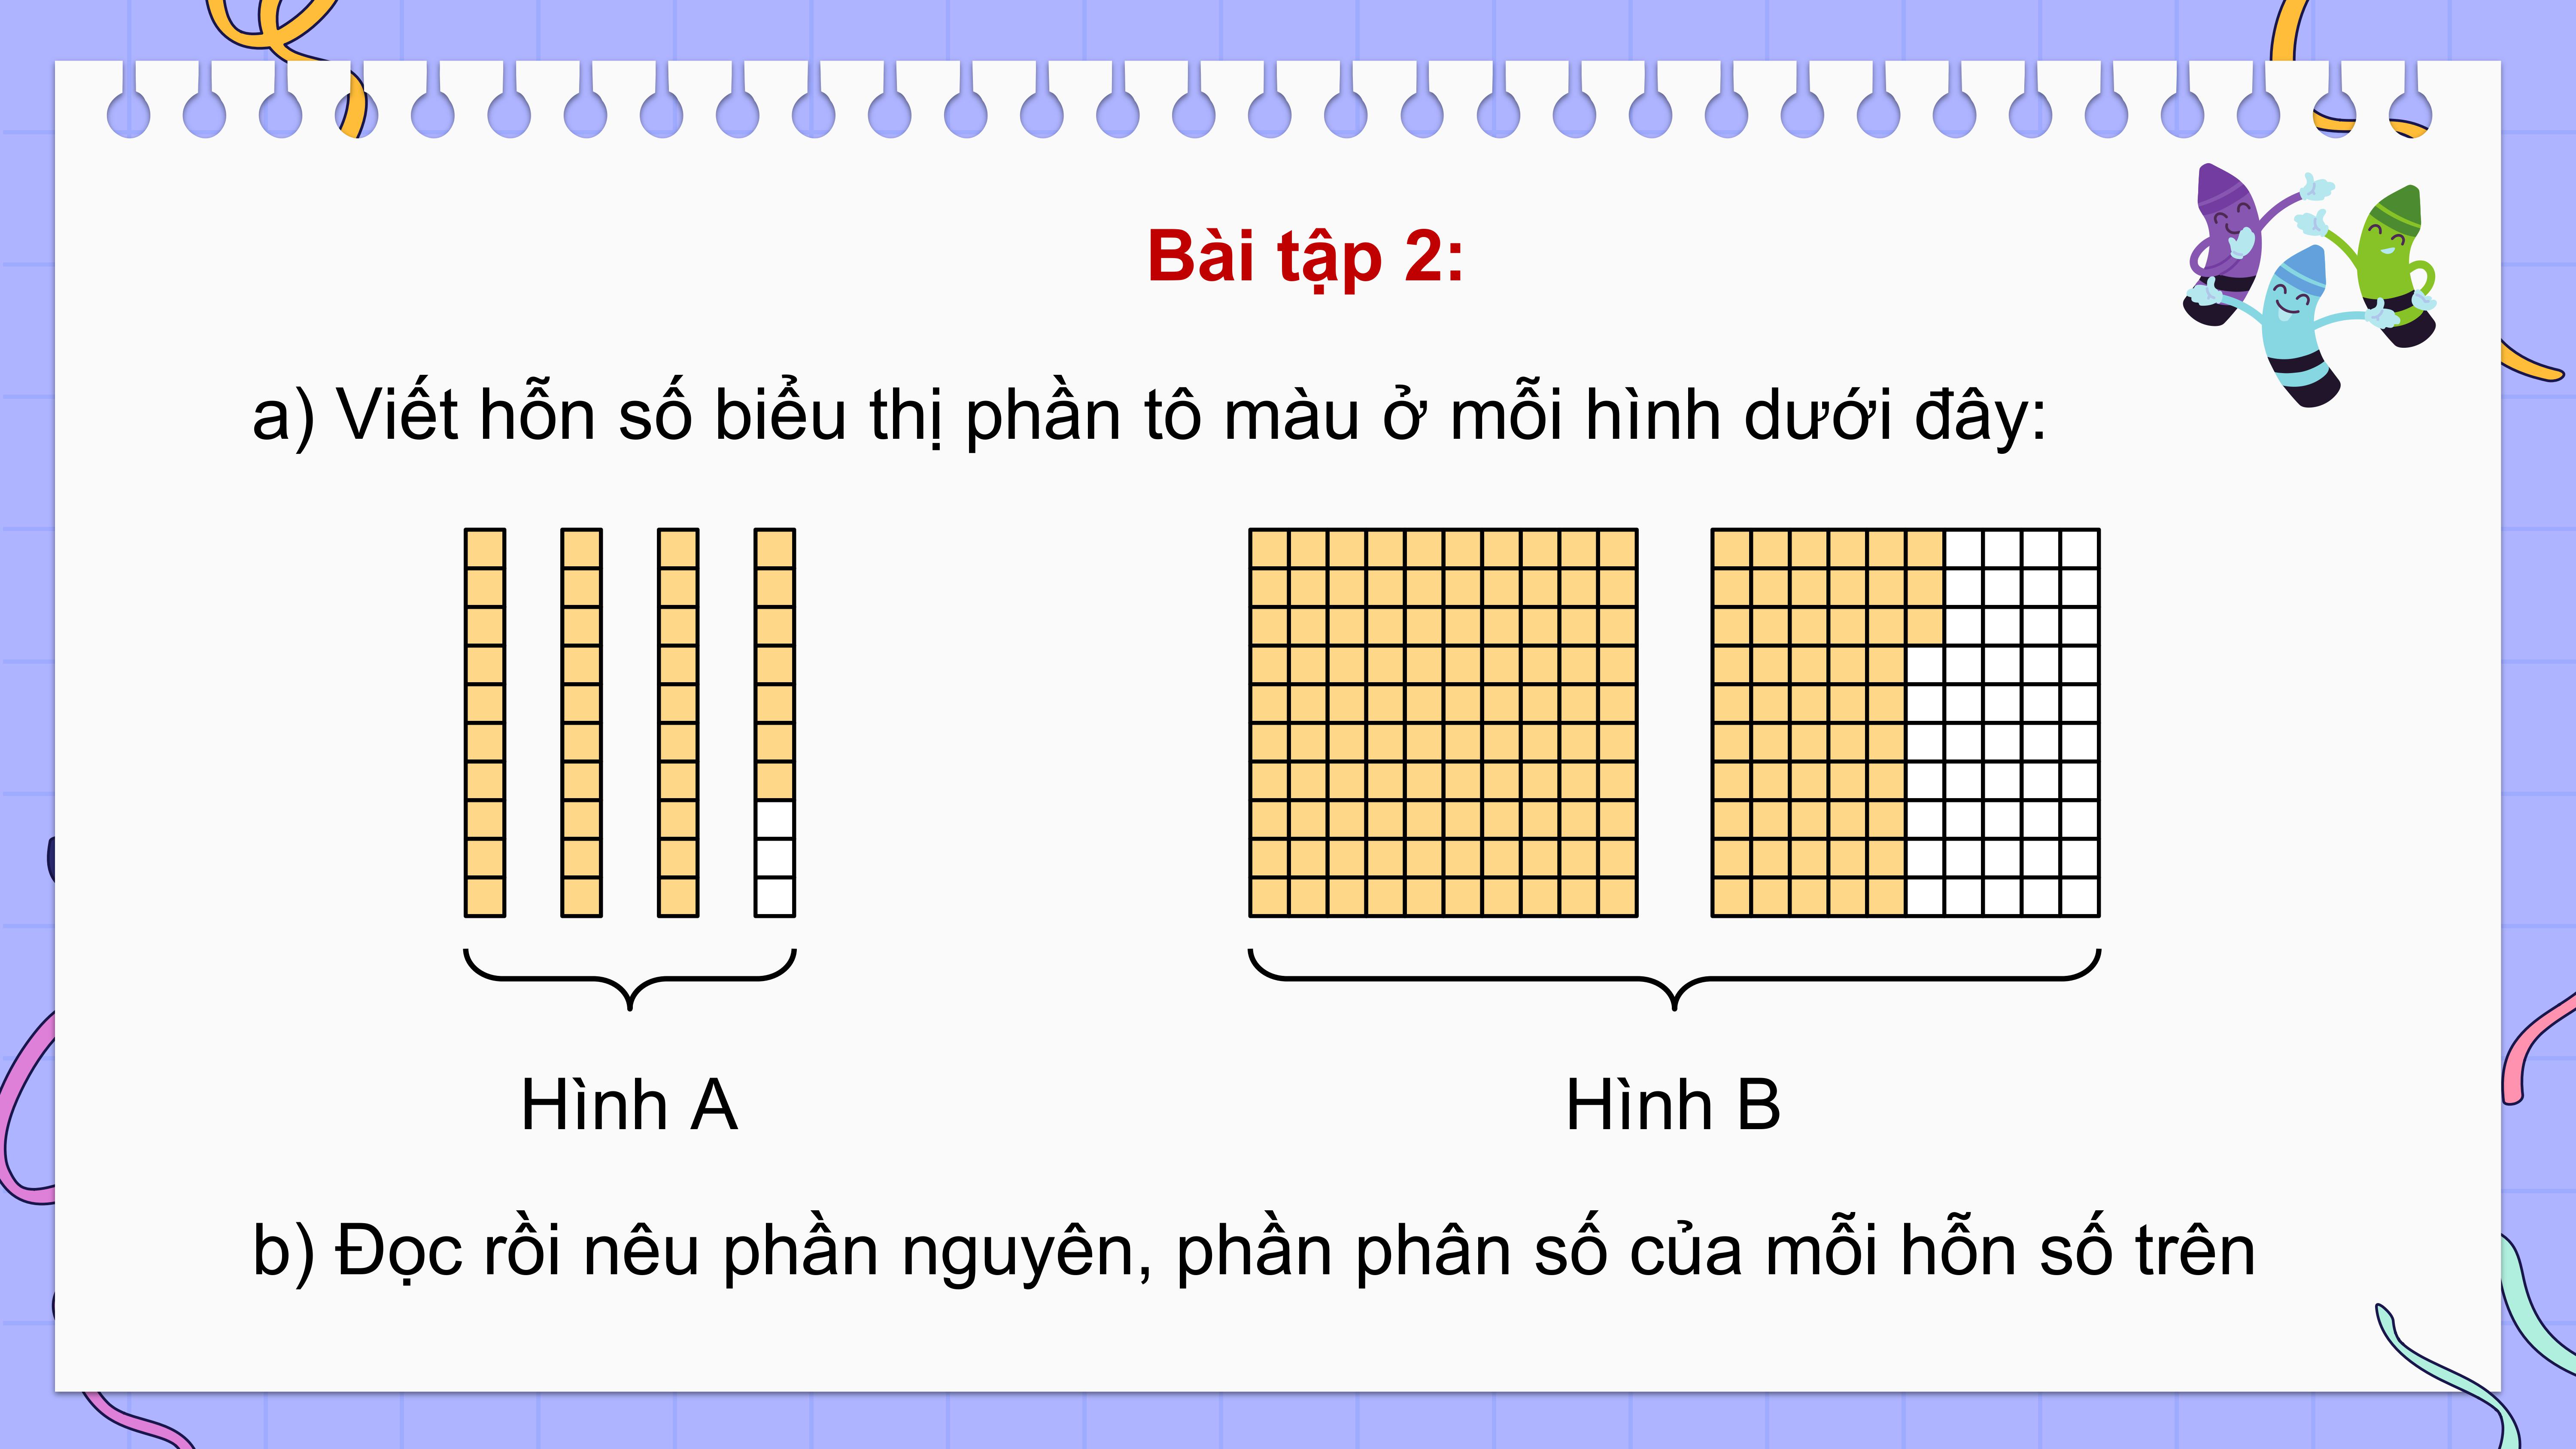 Bài tập 2:
a) Viết hỗn số biểu thị phần tô màu ở mỗi hình dưới đây:
Hình A
Hình B
b) Đọc rồi nêu phần nguyên, phần phân số của mỗi hỗn số trên